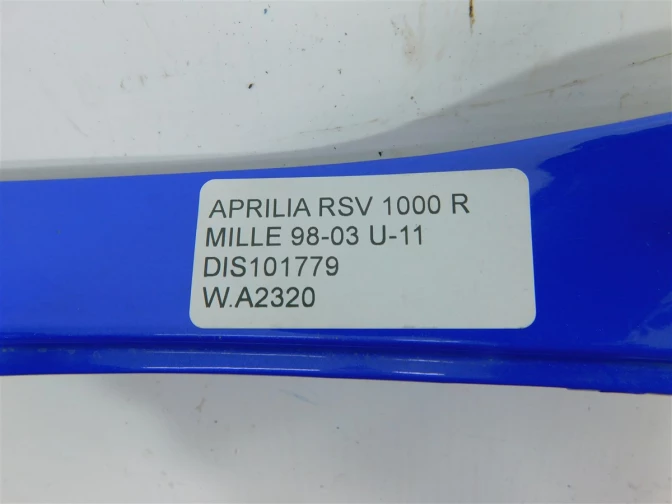 APRILIA RSV 1000 R
MILLE 98-03 U-11
DIS101779
W.A2320